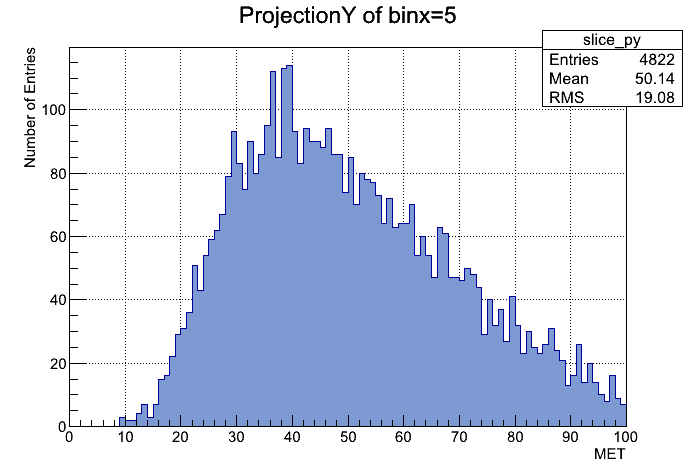 ProjectionY of binx=5
slice_py
Entries 4822
Mean 50.14
RMS 19.08
Number of Entries
100
80
60
40
20
0
0 10 20 30 40 50 60 70 80 90 100
MET